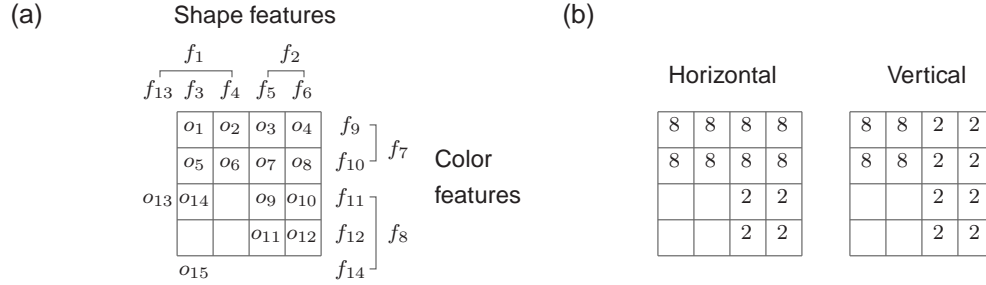 (a)
Shape features
f1 f2
f13 f3 f4 f5 f6
o1 o2 o3 o4 f9
f7
o5 o6 o7 o8 f10
Color
features
o13 o14 o9 o10 f11
o11 o12 f12 f8
o15 f14
(b)
Horizontal
8 8 8 8
8 8 8 8
2 2
2 2
Vertical
8 8 2 2
8 8 2 2
2 2
2 2